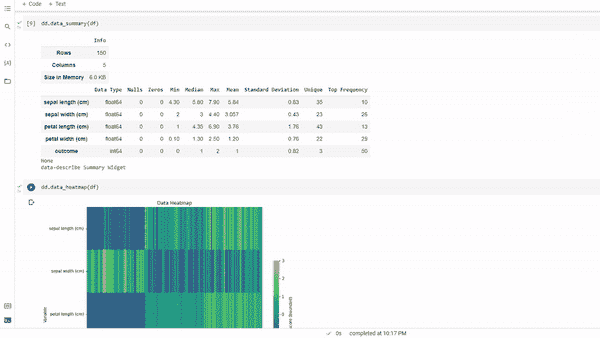 + Code + Text
[9] dd.data_summary(df)
Info
Rows 150
Columns 5
Size in Memory 6.0 KB
Data Type Nulls Zeros Min Median Max Mean Standard Deviation Unique Top Frequency
sepal length (cm) float64 0 0 4.30 5.80 7.90 5.84 0.83 35 10
sepal width (cm) float64 0 0 2 3 4.40 3.057 0.43 23 26
petal length (cm) float64 0 0 1 4.35 6.90 3.76 1.76 43 13
petal width (cm) float64 0 0 0.10 1.30 2.50 1.20 0.76 22 29
outcome int64 0 0 1 2 1 0.82 3 50
None
data-describe Summary Widget
dd.data_heatmap(df)
Data Heatmap
sepal length (cm)
sepal width (cm)
petal length (cm)
Variable
3
2
1
0
score (bounded)
0s completed at 10:17 PM